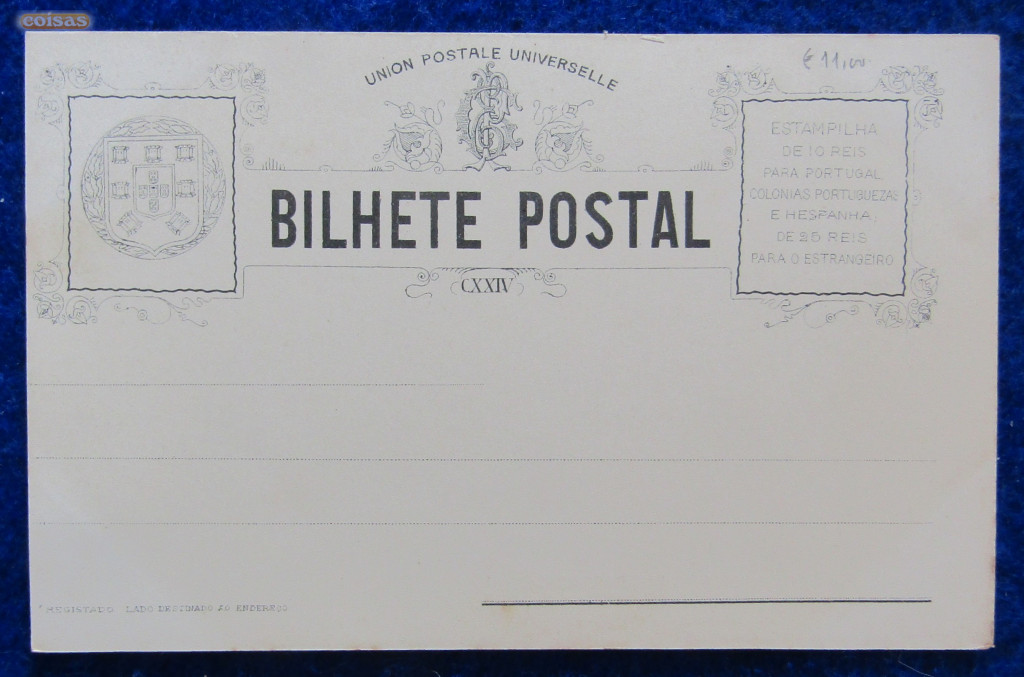 coisas
€ 11,00
UNION POSTALE UNIVERSELLE
BILHETE POSTAL
CXXIV
ESTAMPILHA
DE 10 REIS
PARA PORTUGAL
COLONIAS PORTUGUEZAS
E HESPANHA,
DE 25 REIS
PARA O ESTRANGEIRO
REGISTADO LADO DESTINADO AO ENDEREÇO